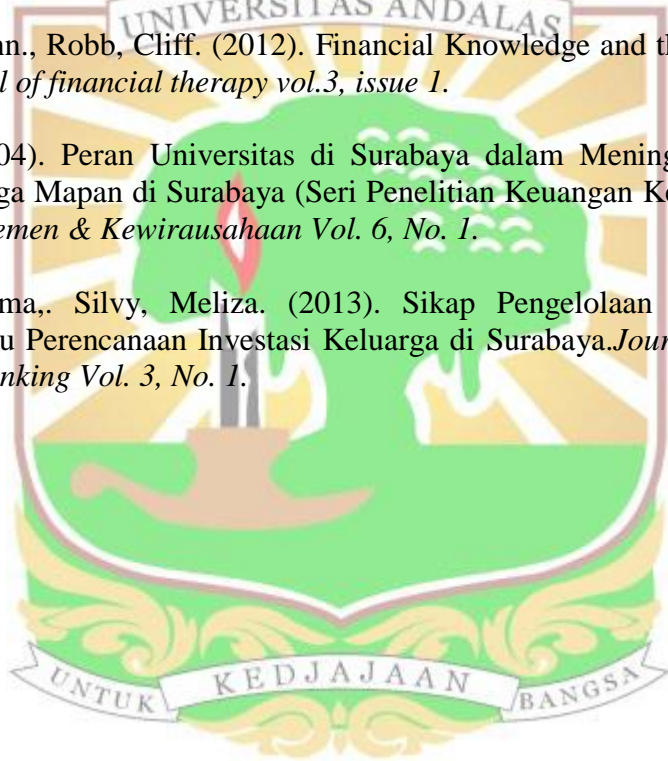 UNIVERSITAS ANDALAS
nn., Robb, Cliff. (2012). Financial Knowledge and th
l of financial therapy vol.3, issue 1.
04). Peran Universitas di Surabaya dalam Mening
ga Mapan di Surabaya (Seri Penelitian Keuangan Ke
emen & Kewirausahaan Vol. 6, No. 1.
ma,. Silvy, Meliza. (2013). Sikap Pengelolaan
u Perencanaan Investasi Keluarga di Surabaya.Jour
nking Vol. 3, No. 1.
UNTUK KEDJAJAAN BANGSA